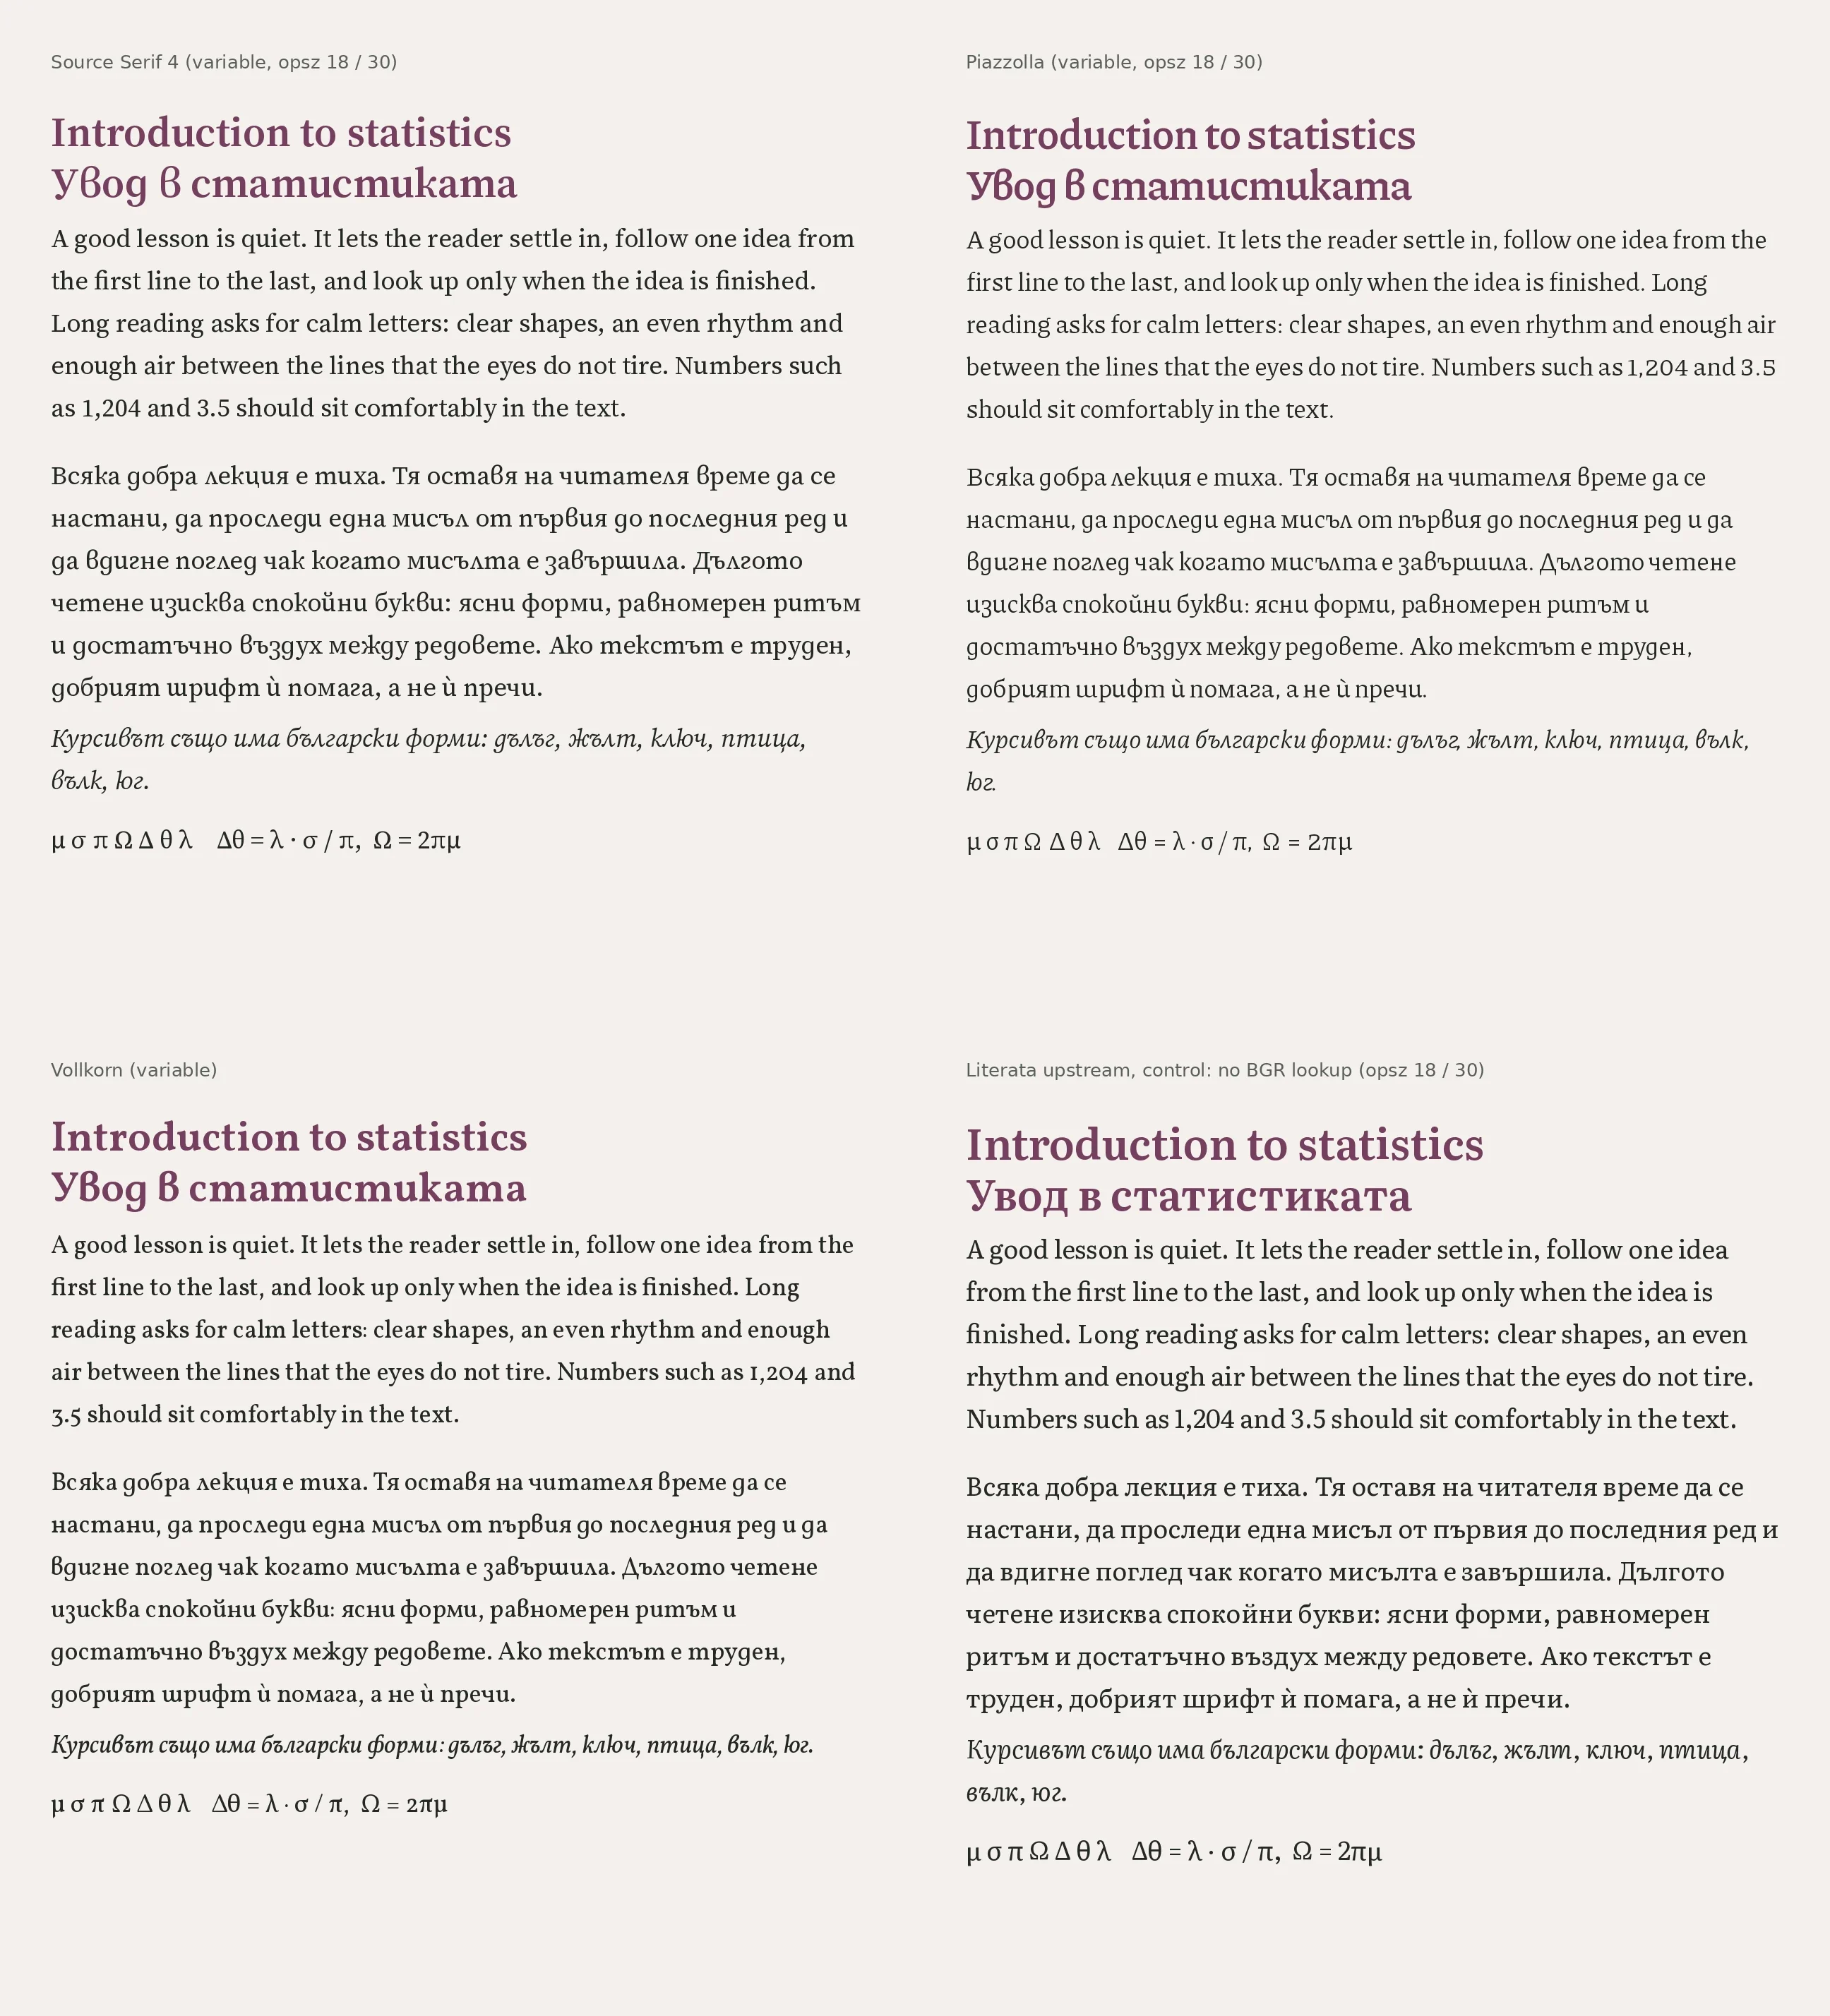 Source Serif 4 (variable, opsz 18 / 30)
Introduction to statistics
Увод в статистиката
A good lesson is quiet. It lets the reader settle in, follow one idea from
the first line to the last, and look up only when the idea is finished.
Long reading asks for calm letters: clear shapes, an even rhythm and
enough air between the lines that the eyes do not tire. Numbers such
as 1,204 and 3.5 should sit comfortably in the text.
Всяка добра лекция е тиха. Тя оставя на читателя време да се
настани, да проследи една мисъл от първия до последния ред и
да вдигне поглед чак когато мисълта е завършила. Дългото
четене изисква спокойни букви: ясни форми, равномерен ритъм
и достатъчно въздух между редовете. Ако текстът е труден,
добрият шрифт ѝ помага, а не ѝ пречи.
Курсивът също има български форми: дълъг, жълт, ключ, птица,
вълк, юг.
μ σ π Ω Δ θ λ Δθ = λ · σ / π, Ω = 2πμ
Piazzolla (variable, opsz 18 / 30)
Introduction to statistics
Увод в статистиката
A good lesson is quiet. It lets the reader settle in, follow one idea from the
first line to the last, and look up only when the idea is finished. Long
reading asks for calm letters: clear shapes, an even rhythm and enough air
between the lines that the eyes do not tire. Numbers such as 1,204 and 3.5
should sit comfortably in the text.
Всяка добра лекция е тиха. Тя оставя на читателя време да се
настани, да проследи една мисъл от първия до последния ред и да
вдигне поглед чак когато мисълта е завършила. Дългото четене
изисква спокойни букви: ясни форми, равномерен ритъм и
достатъчно въздух между редовете. Ако текстът е труден,
добрият шрифт ѝ помага, а не ѝ пречи.
Курсивът също има български форми: дълъг, жълт, ключ, птица, вълк,
юг.
μ σ π Ω Δ θ λ Δθ = λ · σ / π, Ω = 2πμ
Vollkorn (variable)
Introduction to statistics
Увод в статистиката
A good lesson is quiet. It lets the reader settle in, follow one idea from the
first line to the last, and look up only when the idea is finished. Long
reading asks for calm letters: clear shapes, an even rhythm and enough
air between the lines that the eyes do not tire. Numbers such as 1,204 and
3.5 should sit comfortably in the text.
Всяка добра лекция е тиха. Тя оставя на читателя време да се
настани, да проследи една мисъл от първия до последния ред и да
вдигне поглед чак когато мисълта е завършила. Дългото четене
изисква спокойни букви: ясни форми, равномерен ритъм и
достатъчно въздух между редовете. Ако текстът е труден,
добрият шрифт ѝ помага, а не ѝ пречи.
Курсивът също има български форми: дълъг, жълт, ключ, птица, вълк, юг.
μ σ π Ω Δ θ λ Δθ = λ · σ / π, Ω = 2πμ
Literata upstream, control: no BGR lookup (opsz 18 / 30)
Introduction to statistics
Увод в статистиката
A good lesson is quiet. It lets the reader settle in, follow one idea
from the first line to the last, and look up only when the idea is
finished. Long reading asks for calm letters: clear shapes, an even
rhythm and enough air between the lines that the eyes do not tire.
Numbers such as 1,204 and 3.5 should sit comfortably in the text.
Всяка добра лекция е тиха. Тя оставя на читателя време да се
настани, да проследи една мисъл от първия до последния ред и
да вдигне поглед чак когато мисълта е завършила. Дългото
четене изисква спокойни букви: ясни форми, равномерен
ритъм и достатъчно въздух между редовете. Ако текстът е
труден, добрият шрифт ѝ помага, а не ѝ пречи.
Курсивът също има български форми: дълъг, жълт, ключ, птица,
вълк, юг.
μ σ π Ω Δ θ λ Δθ = λ · σ / π, Ω = 2πμ